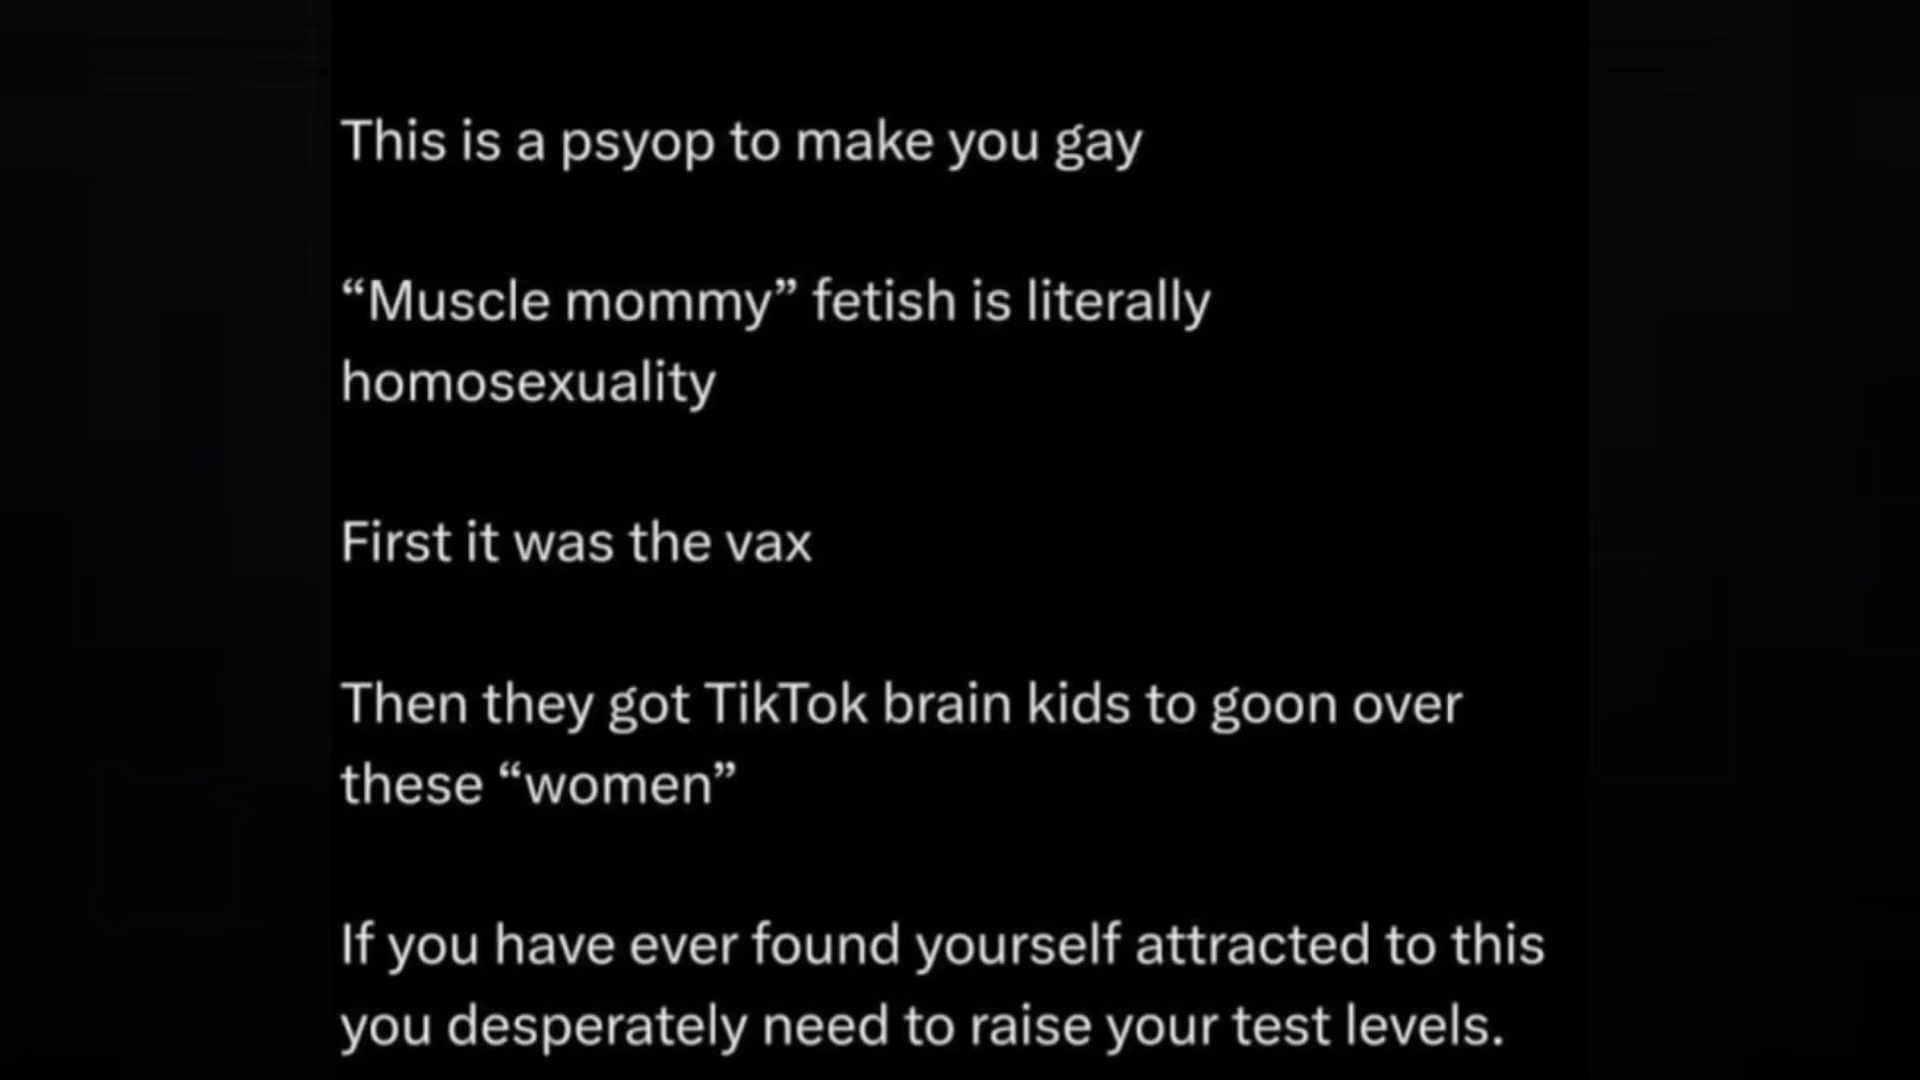 This is a psyop to make you gay
“Muscle mommy” fetish is literally
homosexuality
First it was the vax
Then they got TikTok brain kids to goon over
these “women”
If you have ever found yourself attracted to this
you desperately need to raise your test levels.